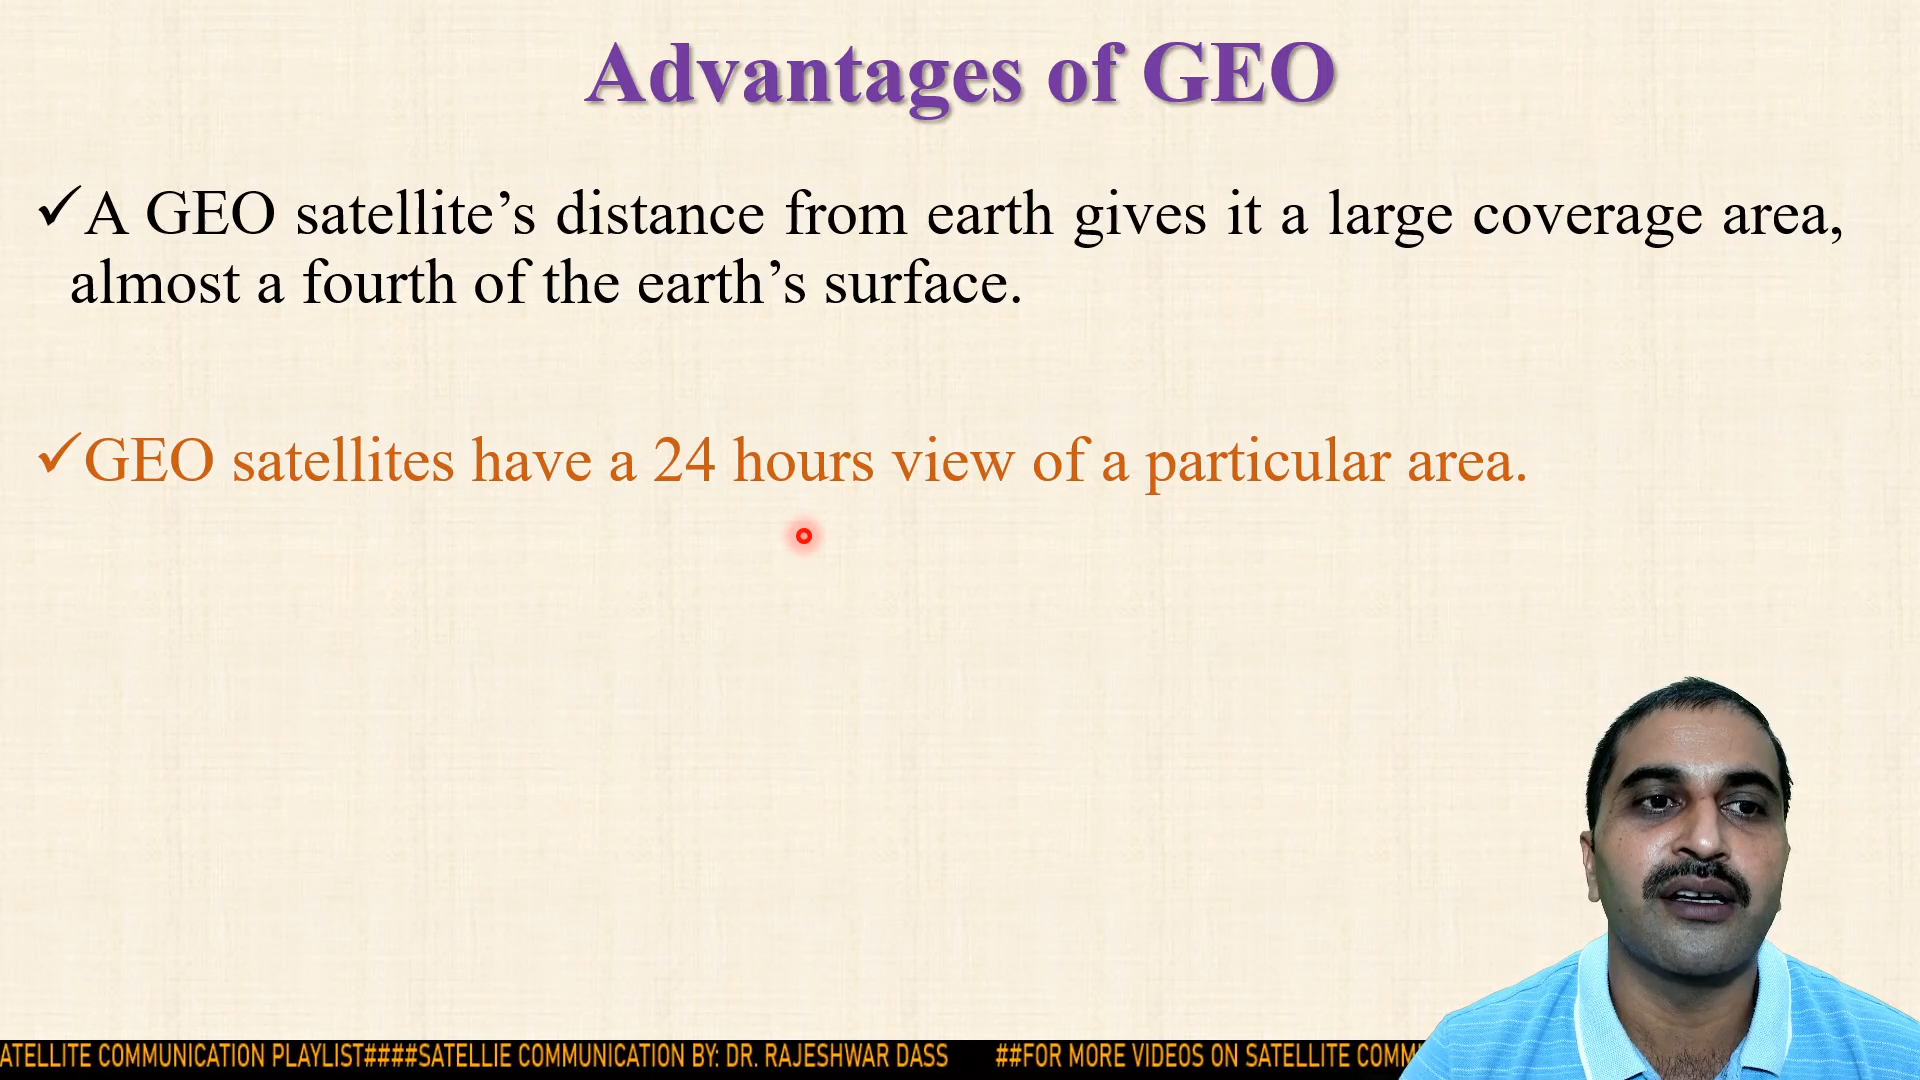 Advantages of GEO
✓A GEO satellite’s distance from earth gives it a large coverage area,
almost a fourth of the earth’s surface.
✓GEO satellites have a 24 hours view of a particular area.
ATELLITE COMMUNICATION PLAYLIST####SATELLIE COMMUNICATION BY: DR. RAJESHWAR DASS ##FOR MORE VIDEOS ON SATELLITE COMM